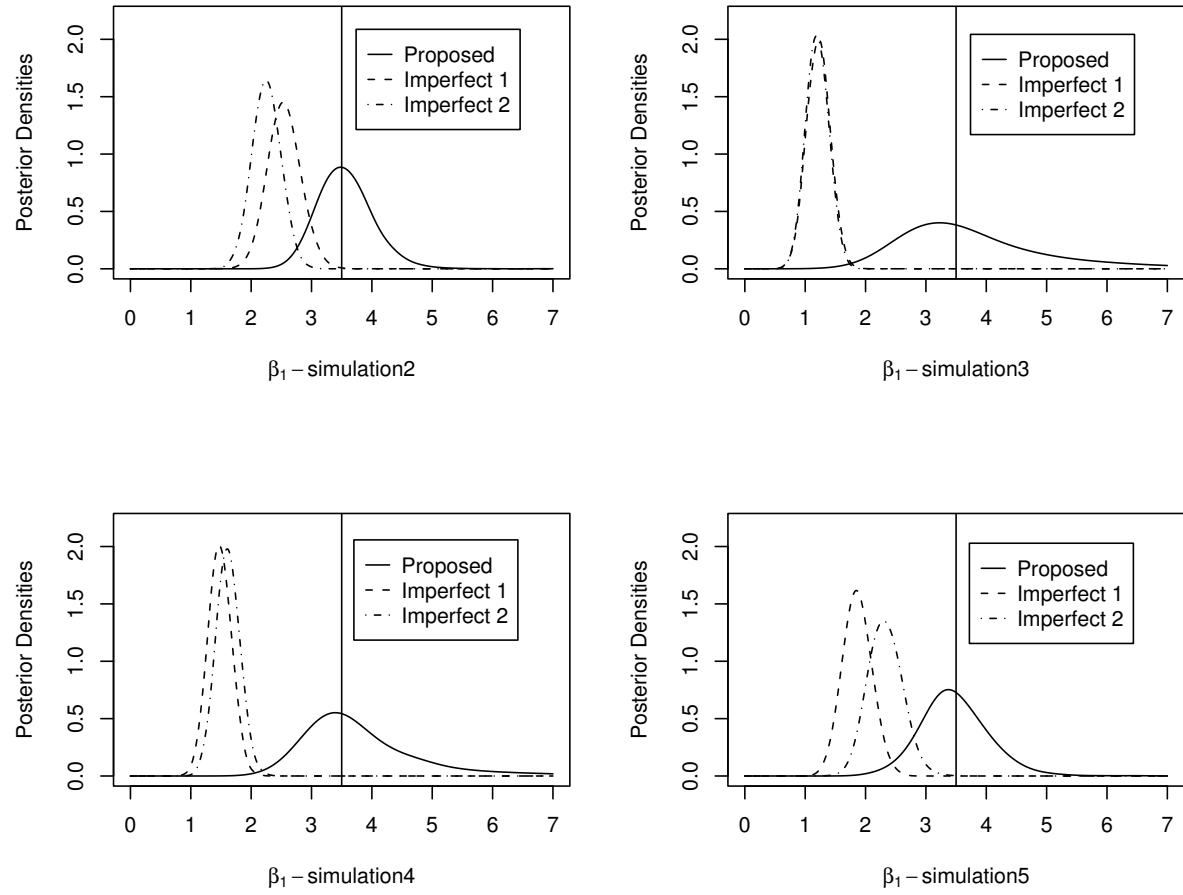 Posterior Densities
0.0 0.5 1.0 1.5 2.0
Proposed
Imperfect 1
Imperfect 2
0 1 2 3 4 5 6 7
β1 − simulation2
Posterior Densities
0.0 0.5 1.0 1.5 2.0
Proposed
Imperfect 1
Imperfect 2
0 1 2 3 4 5 6 7
β1 − simulation3
Posterior Densities
0.0 0.5 1.0 1.5 2.0
Proposed
Imperfect 1
Imperfect 2
0 1 2 3 4 5 6 7
β1 − simulation4
Posterior Densities
0.0 0.5 1.0 1.5 2.0
Proposed
Imperfect 1
Imperfect 2
0 1 2 3 4 5 6 7
β1 − simulation5